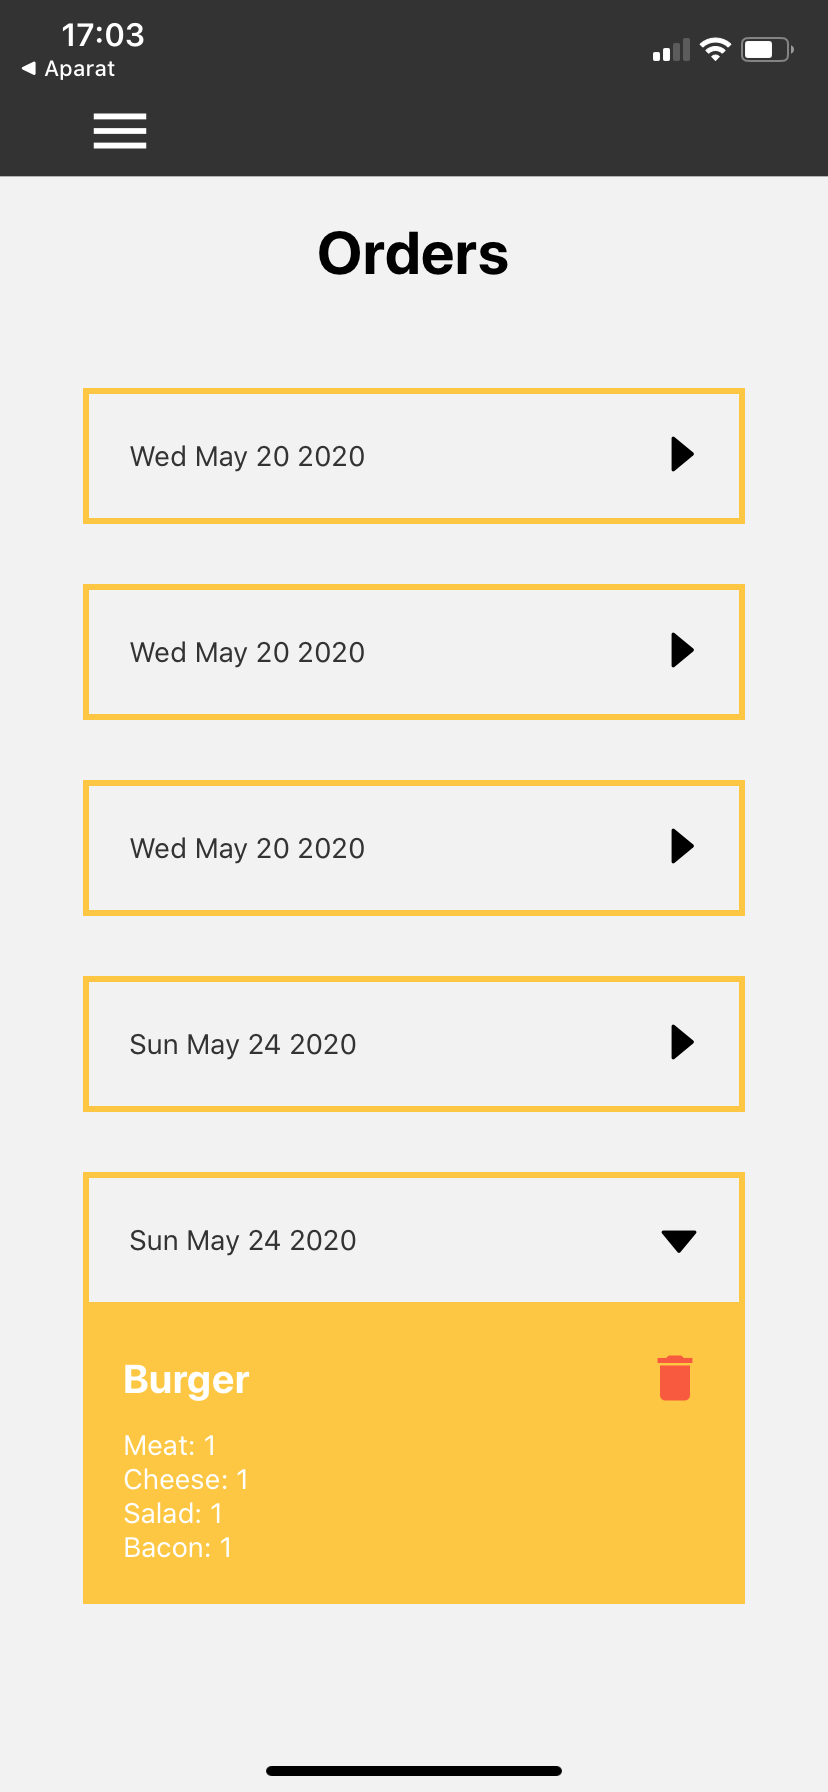 17:03
◀ Aparat
Orders
Wed May 20 2020
Wed May 20 2020
Wed May 20 2020
Sun May 24 2020
Sun May 24 2020
Burger
Meat: 1
Cheese: 1
Salad: 1
Bacon: 1